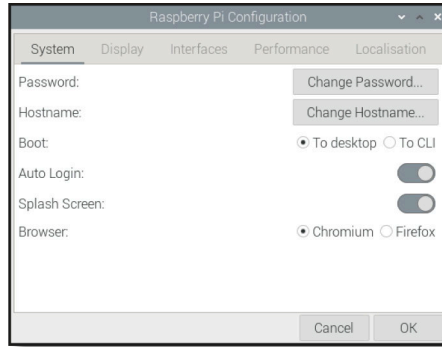 Raspberry Pi Configuration
System Display Interfaces Performance Localisation
Password: Change Password...
Hostname: Change Hostname...
Boot: To desktop To CLI
Auto Login:
Splash Screen:
Browser: Chromium Firefox
Cancel OK